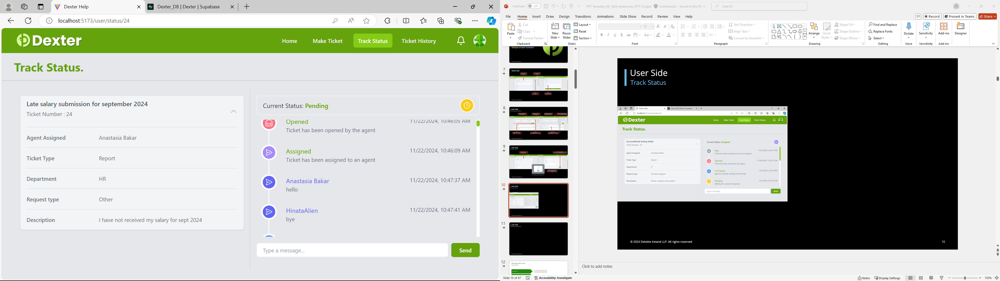 Dexter Help
Dexter_DB | Dexter | Supabase
localhost:5173/user/status/24
Dexter
Home
Make Ticket
Track Status
Ticket History
Track Status.
Late salary submission for september 2024
Ticket Number : 24
Agent Assigned Anastasia Bakar
Ticket Type Report
Department HR
Request type Other
Description I have not received my salary for sept 2024
Current Status: Pending
Opened 11/22/2024, 10:46:05 AM
Ticket has been opened by the agent
Assigned 11/22/2024, 10:46:09 AM
Ticket has been assigned to an agent
Anastasia Bakar 11/22/2024, 10:47:37 AM
hello
HinataAlien 11/22/2024, 10:47:41 AM
bye
Type a message...
Send
AutoSave Off
PPT Template_00_16x9_widescreen_PPT (1).pptx
Confidential • Saved to this PC
Search
File Home Insert Draw Design Transitions Animations Slide Show Record Review View Help
Record
Present in Teams
Share
Paste
Cut
Copy
Format Painter
Clipboard
New Slide
Reuse Slides
Layout
Reset
Section
Slides
18
Font
Text Direction
Align Text
Convert to SmartArt
Paragraph
Arrange
Quick Styles
Shape Fill
Shape Outline
Shape Effects
Drawing
Find and Replace
Replace Fonts
Select
Editing
Dictate
Voice
Sensitivity
Sensitivity
Add-ins
Add-ins
Designer
Glimpse of main functions
7
Admin Side
8
User Side
9
User Side
10
User Side
11
User Side
12
User Side
Track Status
Dexter Help
Dexter_DB | Dexter | Supabase
localhost:5173/user/status/23
Dexter
Home Make Ticket Track Status Ticket History
Track Status.
SuccessModal testing failed
Ticket Number : 23
Agent Assigned Anastasia Bakar
Ticket Type Report
Department IT
Request type Technical Support
Description Please configure this problem
Current Status: Assigned
New 11/21/2024, 3:44:13 PM
Ticket has been created but not yet assigned
Opened 11/26/2024, 11:22:51 AM
Ticket has been opened by the agent
In Progress 12/2/2024, 3:45:18 PM
Agent is actively working on the ticket
Pending 12/3/2024, 9:21:43 AM
Waiting for customer response
Type a message...
Send
© 2024 Deloitte Ireland LLP. All rights reserved
10
Click to add notes
Slide 10 of 67
Accessibility: Investigate
Notes
Display Settings
103%